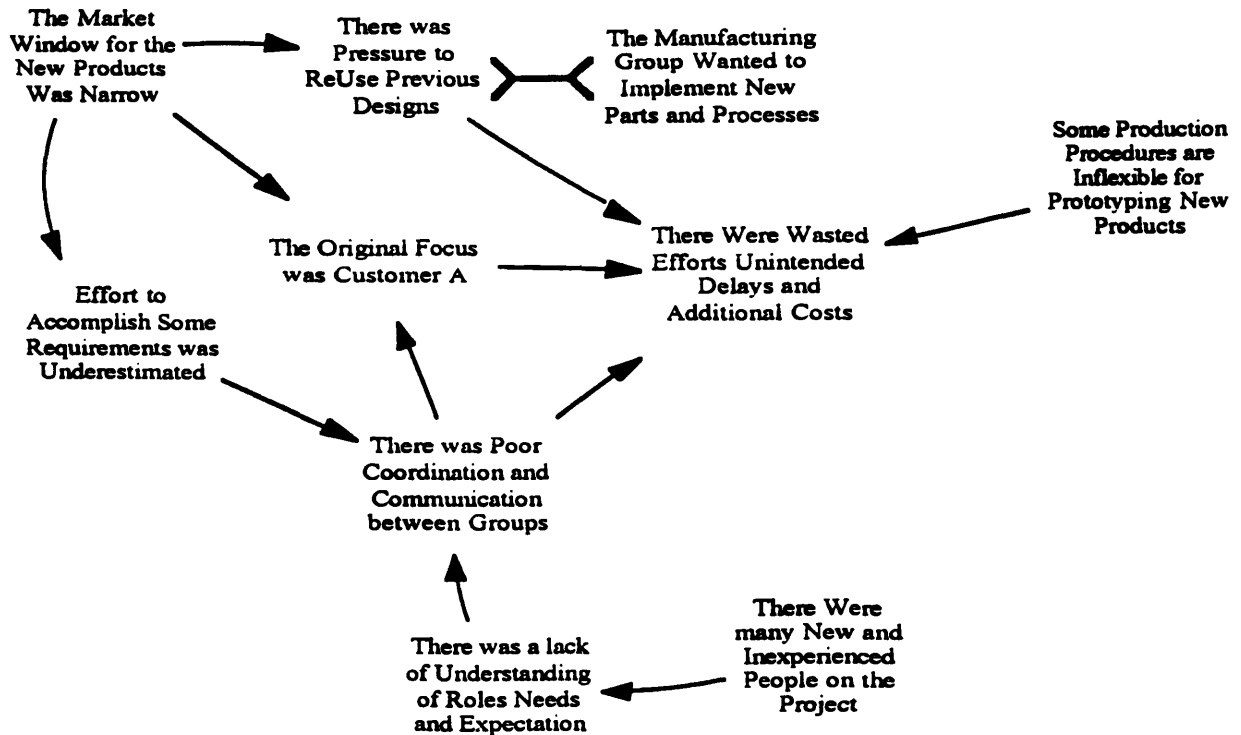 The Market
Window for the
New Products
Was Narrow
There was
Pressure to
ReUse Previous
Designs
The Manufacturing
Group Wanted to
Implement New
Parts and Processes
Some Production
Procedures are
Inflexible for
Prototyping New
Products
The Original Focus
was Customer A
There Were Wasted
Efforts Unintended
Delays and
Additional Costs
Effort to
Accomplish Some
Requirements was
Underestimated
There was Poor
Coordination and
Communication
between Groups
There was a lack
of Understanding
of Roles Needs
and Expectation
There Were
many New and
Inexperienced
People on the
Project